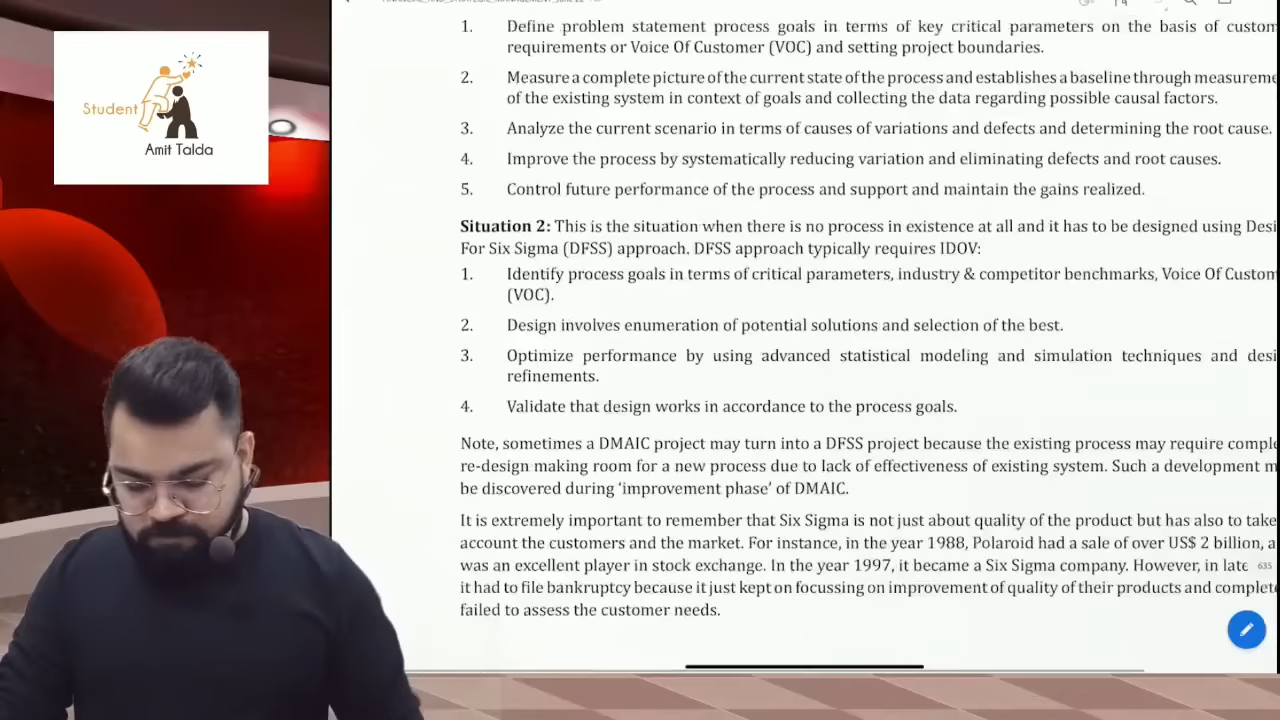 Student
Amit Talda
1. Define problem statement process goals in terms of key critical parameters on the basis of custom
requirements or Voice Of Customer (VOC) and setting project boundaries.
2. Measure a complete picture of the current state of the process and establishes a baseline through measureme
of the existing system in context of goals and collecting the data regarding possible causal factors.
3. Analyze the current scenario in terms of causes of variations and defects and determining the root cause.
4. Improve the process by systematically reducing variation and eliminating defects and root causes.
5. Control future performance of the process and support and maintain the gains realized.
Situation 2: This is the situation when there is no process in existence at all and it has to be designed using Desi
For Six Sigma (DFSS) approach. DFSS approach typically requires IDOV:
1. Identify process goals in terms of critical parameters, industry & competitor benchmarks, Voice Of Custom
(VOC).
2. Design involves enumeration of potential solutions and selection of the best.
3. Optimize performance by using advanced statistical modeling and simulation techniques and desi
refinements.
4. Validate that design works in accordance to the process goals.
Note, sometimes a DMAIC project may turn into a DFSS project because the existing process may require comple
re-design making room for a new process due to lack of effectiveness of existing system. Such a development m
be discovered during ‘improvement phase’ of DMAIC.
It is extremely important to remember that Six Sigma is not just about quality of the product but has also to take
account the customers and the market. For instance, in the year 1988, Polaroid had a sale of over US$ 2 billion, a
was an excellent player in stock exchange. In the year 1997, it became a Six Sigma company. However, in late 635
it had to file bankruptcy because it just kept on focussing on improvement of quality of their products and complet
failed to assess the customer needs.